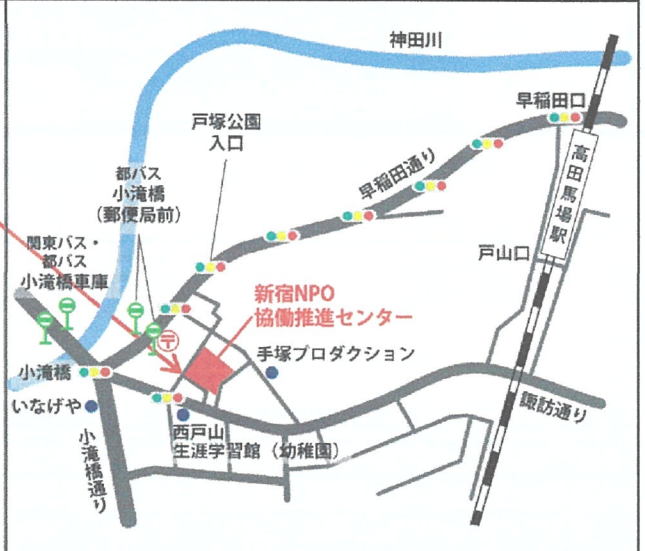 神田川
早稲田口
戸塚公園
入口
高田馬場駅
早稲田通り
都バス
小滝橋
（郵便局前）
関東バス・
都バス
小滝橋車庫
戸山口
新宿NPO
協働推進センター
〒
手塚プロダクション
小滝橋
いなげや
諏訪通り
西戸山
生涯学習館（幼稚園）
小滝橋通り